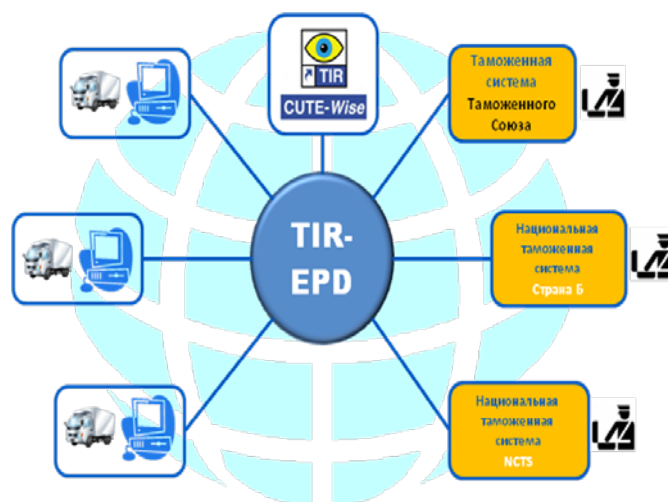 TIR
CUTE-Wise
Таможенная
система
Таможенного
Союза
TIR-
EPD
Национальная
таможенная
система
Страна Б
Национальная
таможенная
система
NCTS